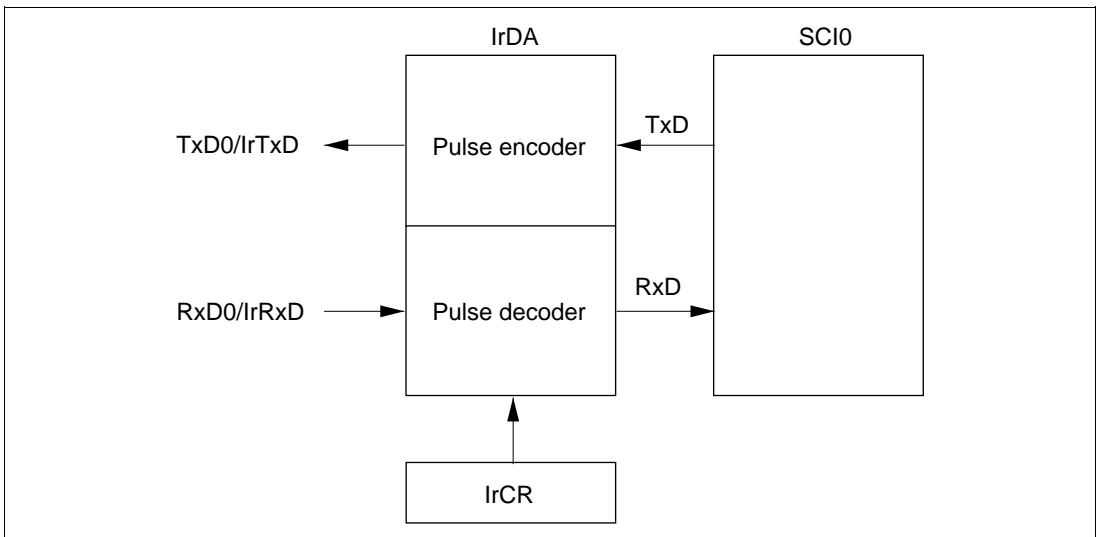 IrDA
SCI0
TxD0/IrTxD
Pulse encoder
TxD
RxD0/IrRxD
Pulse decoder
RxD
IrCR